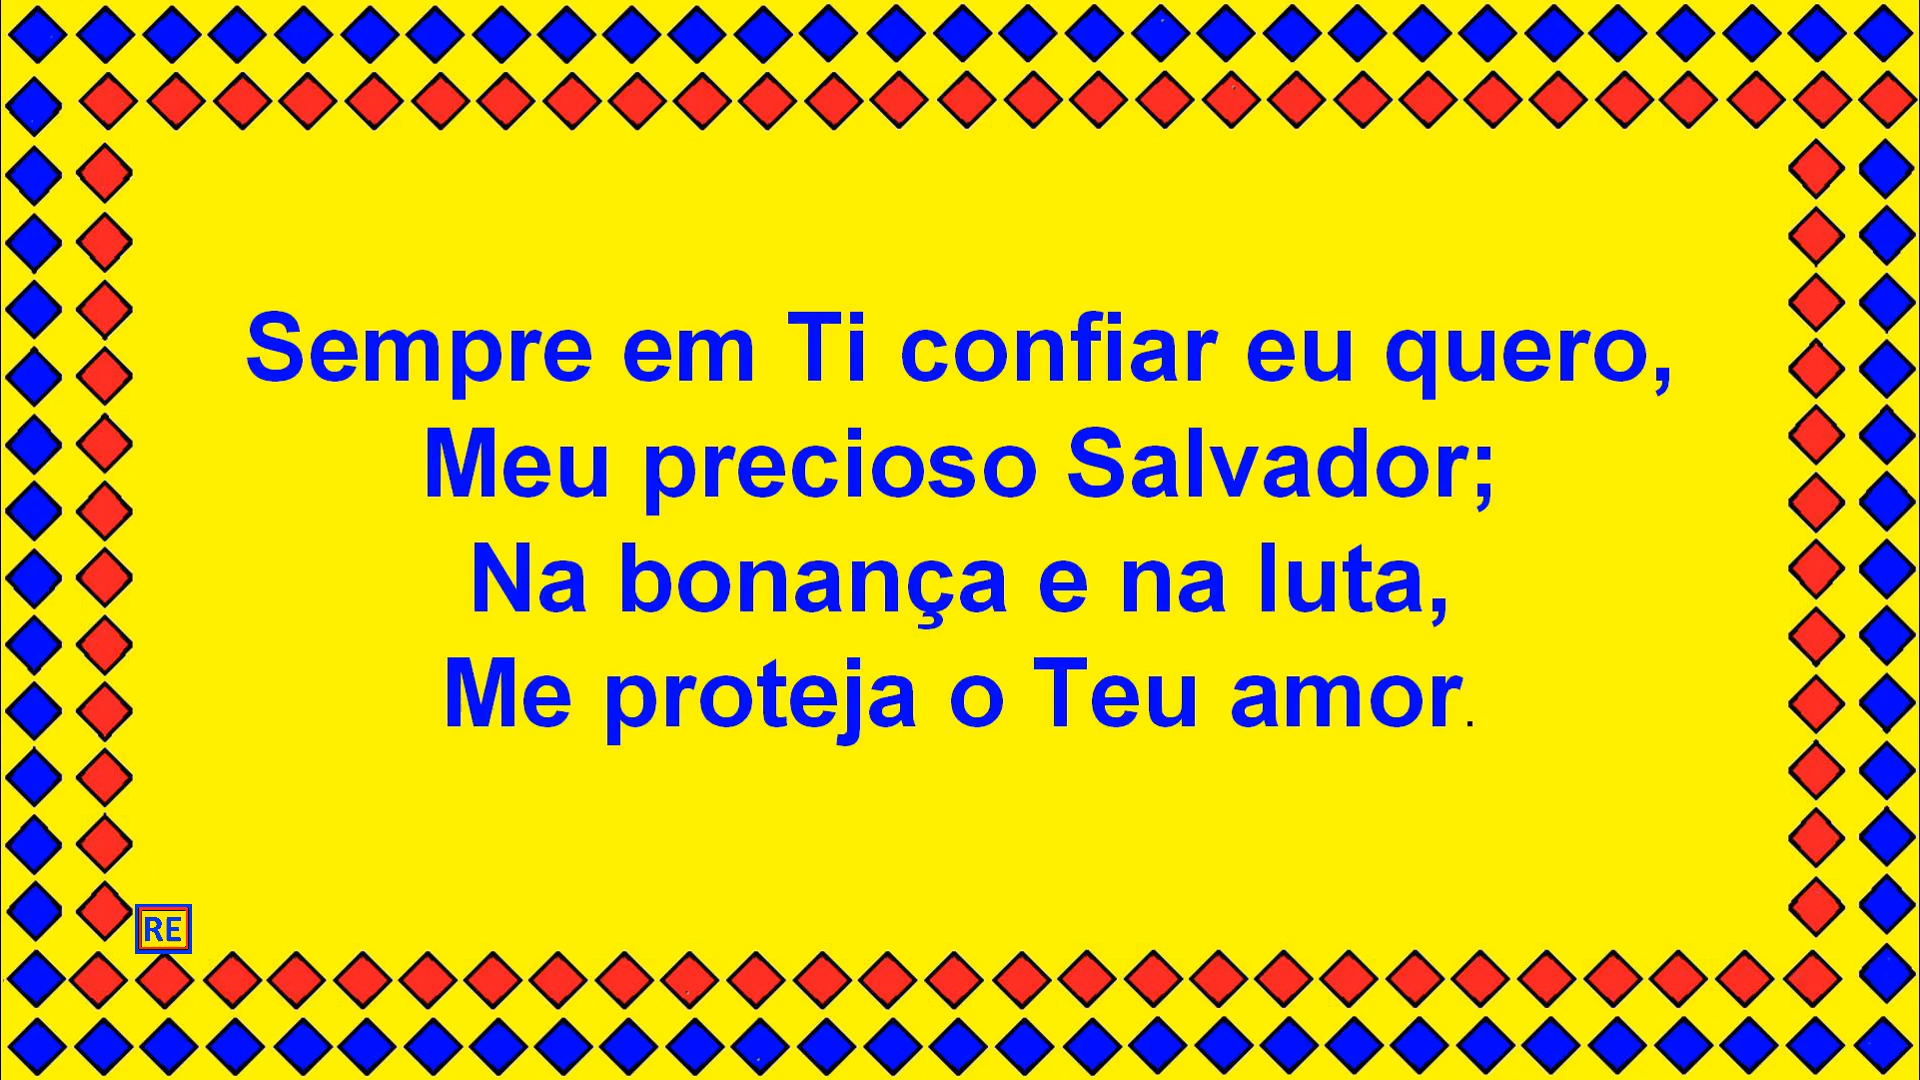 Sempre em Ti confiar eu quero,
Meu precioso Salvador;
Na bonança e na luta,
Me proteja o Teu amor.
RE